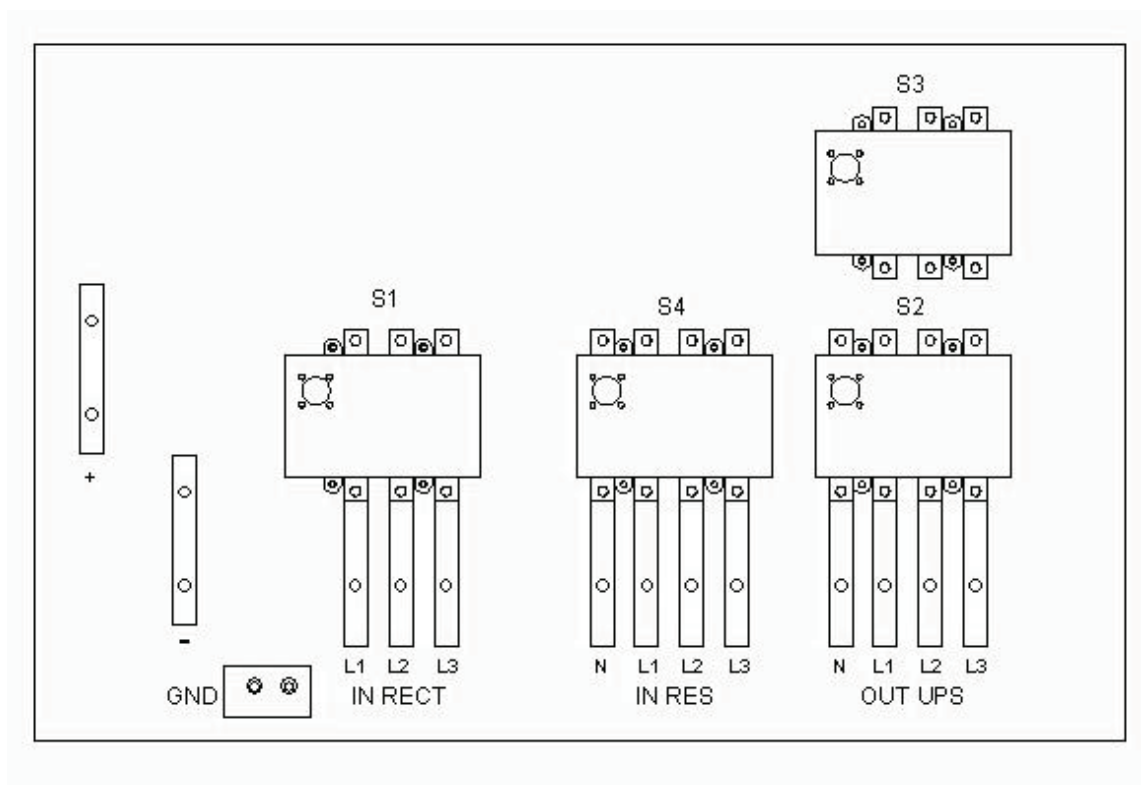 S3
S1
S4
S2
+
-
L1 L2 L3
N L1 L2 L3
N L1 L2 L3
GND
IN RECT
IN RES
OUT UPS